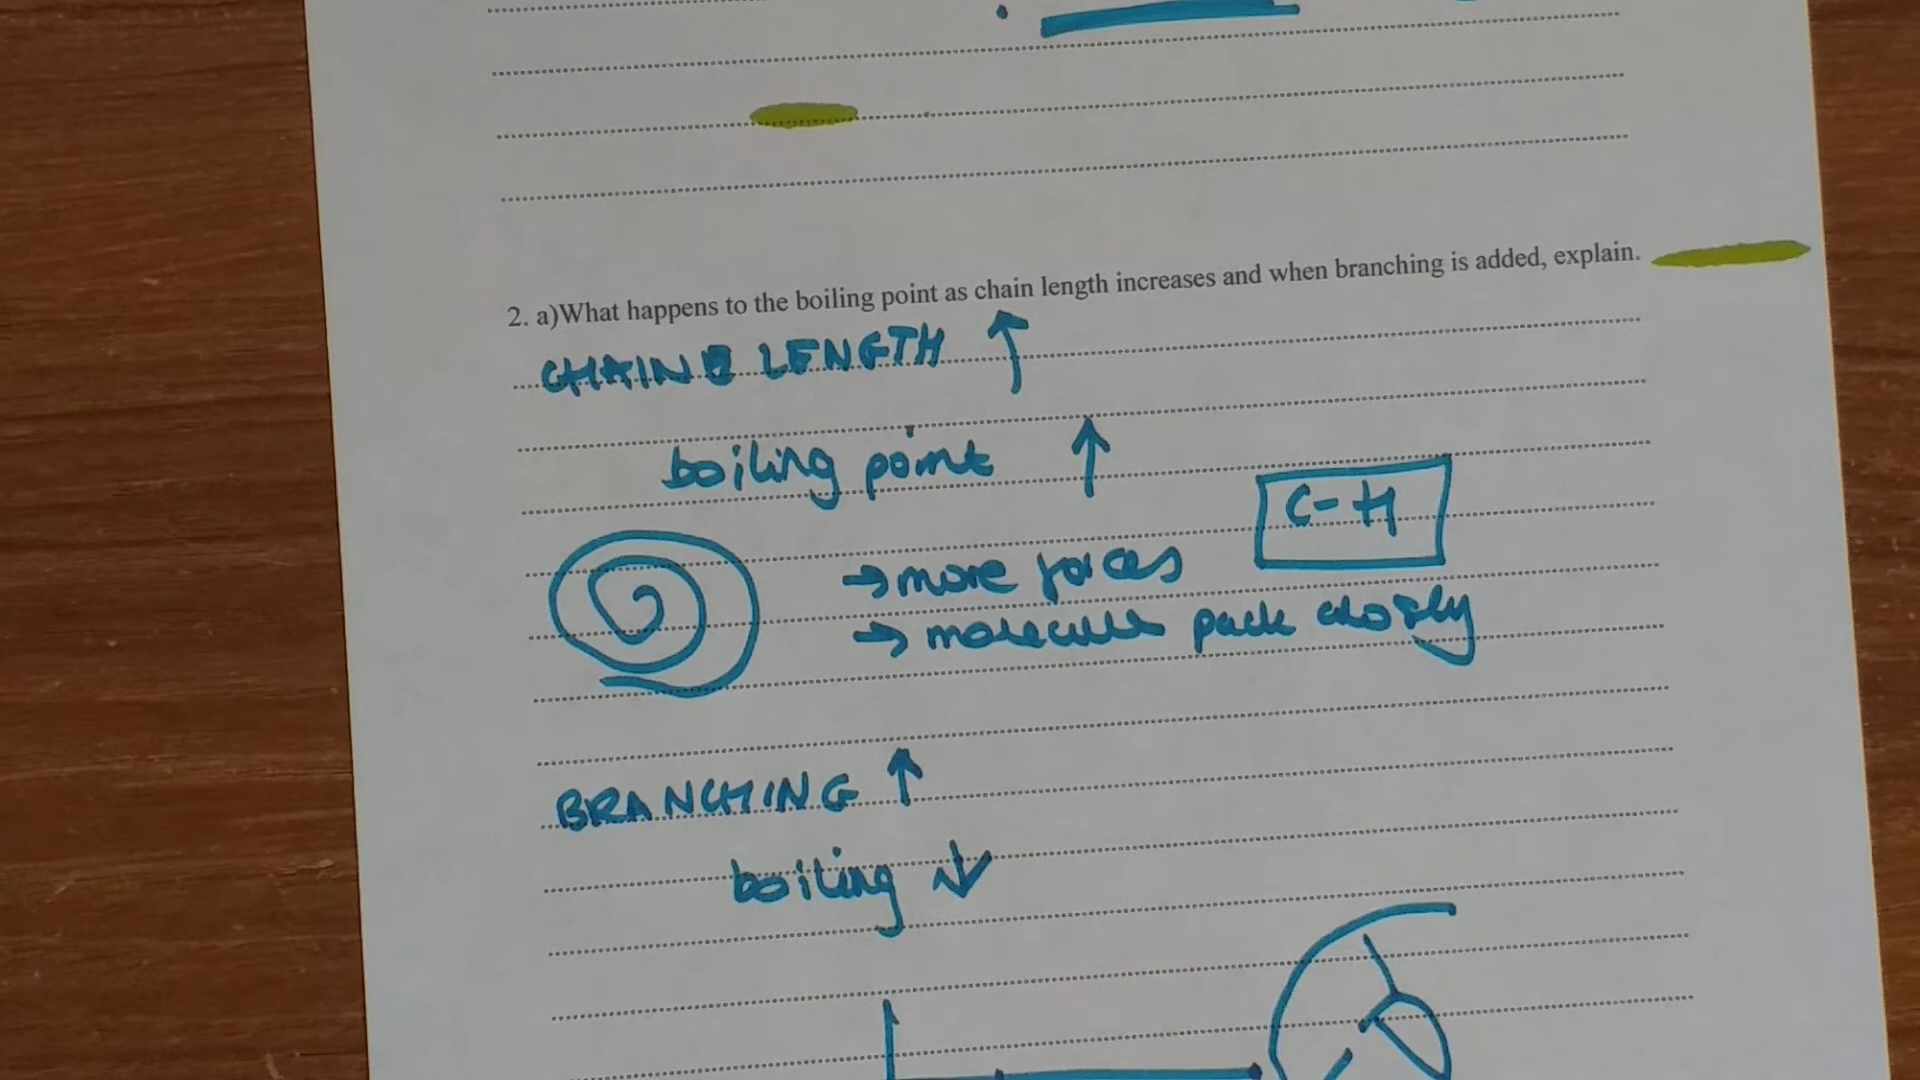 2. a)What happens to the boiling point as chain length increases and when branching is added, explain.
CHAIN LENGTH ↑
boiling point ↑
C-H
→ more forces
→ molecules pack closely
BRANCHING ↑
boiling ↓